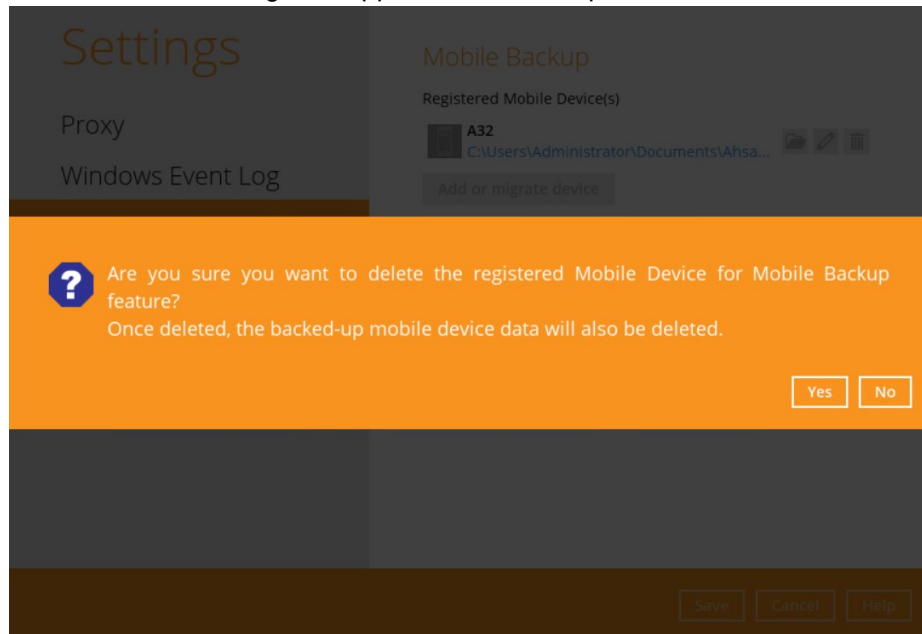 Settings
Proxy
Windows Event Log
Mobile Backup
Registered Mobile Device(s)
A32
C:\Users\Administrator\Documents\Ahsa...
Add or migrate device
Are you sure you want to delete the registered Mobile Device for Mobile Backup
feature?
Once deleted, the backed-up mobile device data will also be deleted.
Yes No
Save Cancel Help